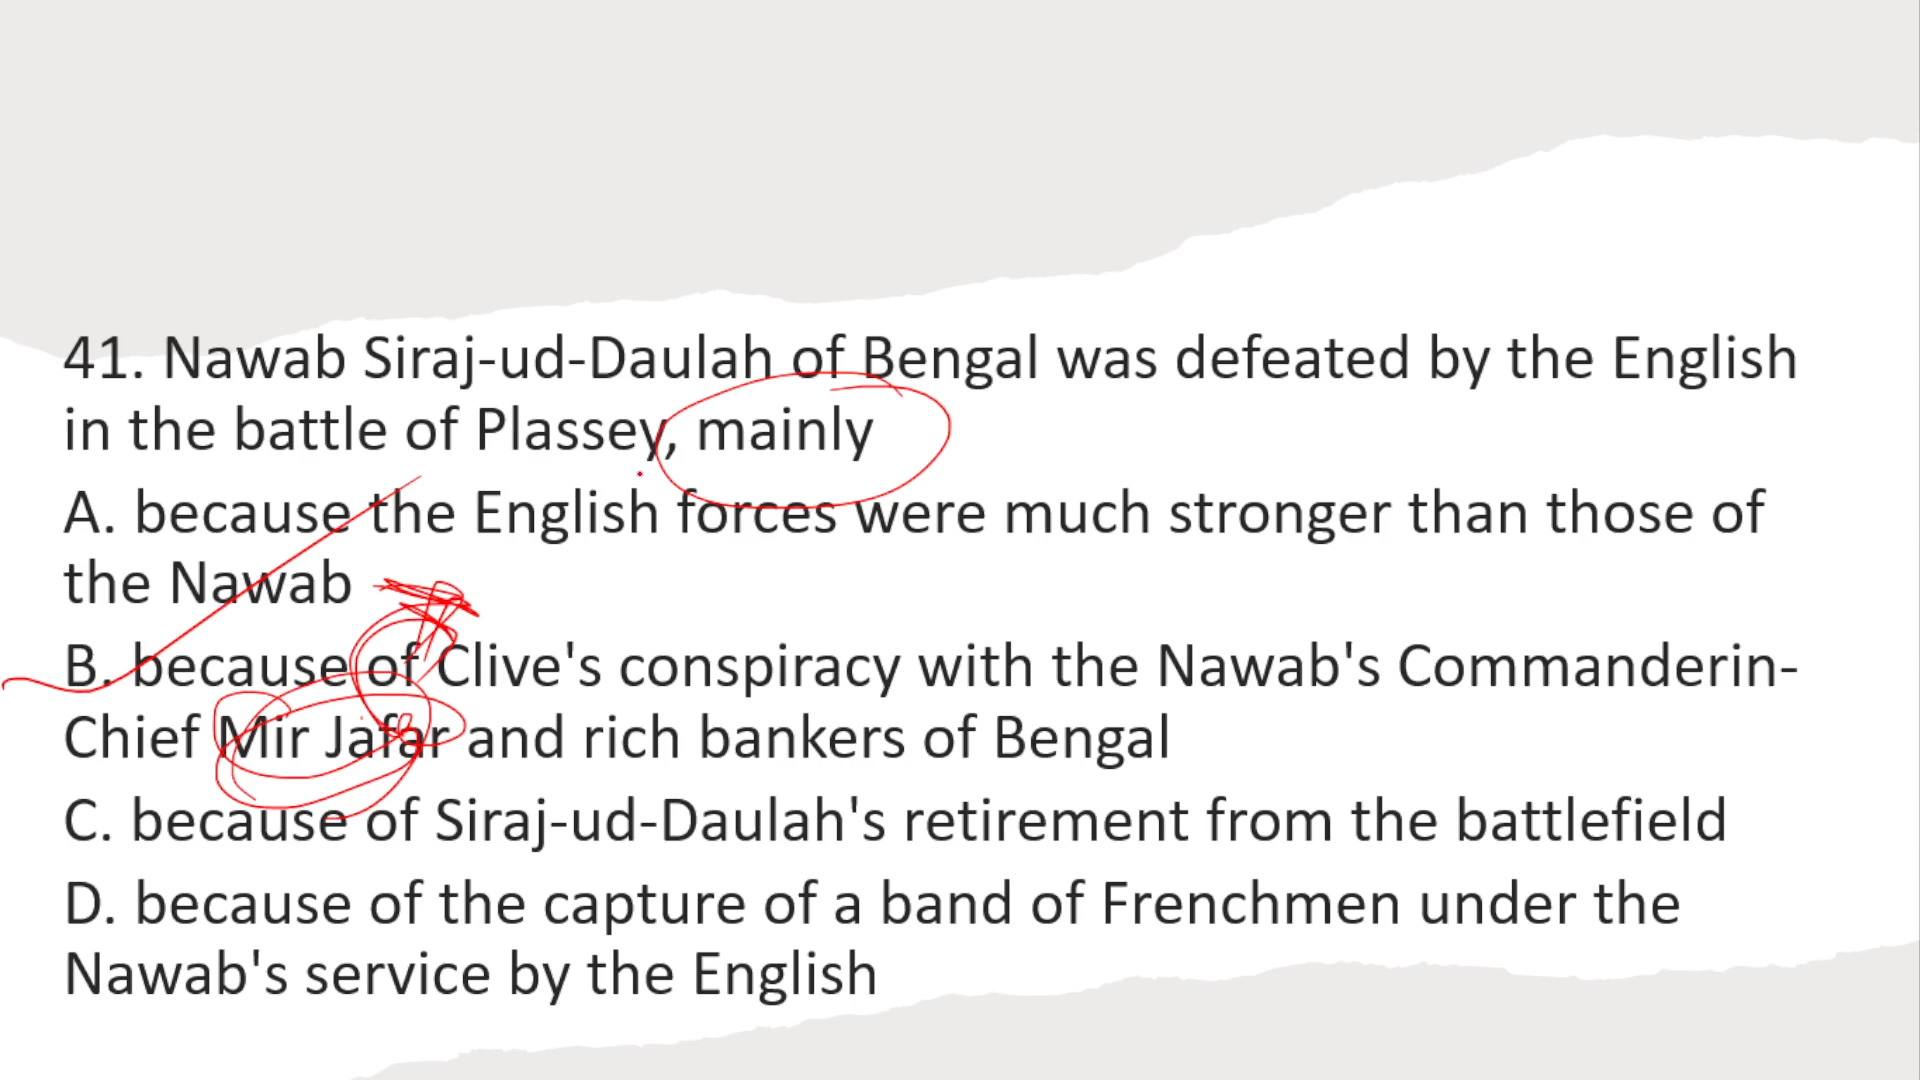 41. Nawab Siraj-ud-Daulah of Bengal was defeated by the English
in the battle of Plassey, mainly
A. because the English forces were much stronger than those of
the Nawab
B. because of Clive's conspiracy with the Nawab's Commanderin-
Chief Mir Jafar and rich bankers of Bengal
C. because of Siraj-ud-Daulah's retirement from the battlefield
D. because of the capture of a band of Frenchmen under the
Nawab's service by the English